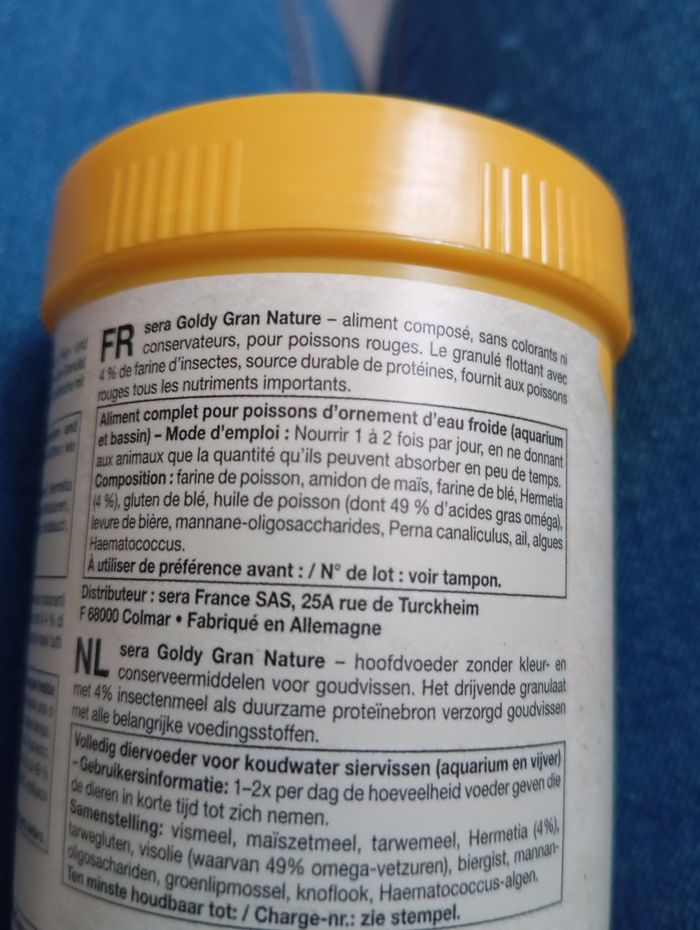 FR sera Goldy Gran Nature – aliment composé, sans colorants ni
conservateurs, pour poissons rouges. Le granulé flottant avec
4 % de farine d'insectes, source durable de protéines, fournit aux poissons
rouges tous les nutriments importants.
Aliment complet pour poissons d'ornement d'eau froide (aquarium
et bassin) – Mode d'emploi : Nourrir 1 à 2 fois par jour, en ne donnant
aux animaux que la quantité qu'ils peuvent absorber en peu de temps.
Composition : farine de poisson, amidon de maïs, farine de blé, Hermetia
(4 %), gluten de blé, huile de poisson (dont 49 % d'acides gras oméga),
levure de bière, mannane-oligosaccharides, Perna canaliculus, ail, algues
Haematococcus.
À utiliser de préférence avant : / N° de lot : voir tampon.
Distributeur : sera France SAS, 25A rue de Turckheim
F 68000 Colmar • Fabriqué en Allemagne
NL sera Goldy Gran Nature – hoofdvoeder zonder kleur- en
conserveermiddelen voor goudvissen. Het drijvende granulaat
met 4% insectenmeel als duurzame proteïnebron verzorgd goudvissen
met alle belangrijke voedingsstoffen.
Volledig diervoeder voor koudwater siervissen (aquarium en vijver)
– Gebruikersinformatie: 1–2x per dag de hoeveelheid voeder geven die
de dieren in korte tijd tot zich nemen.
Samenstelling: vismeel, maïszetmeel, tarwemeel, Hermetia (4%),
tarwegluten, visolie (waarvan 49% omega-vetzuren), biergist, mannan-
oligosachariden, groenlipmossel, knoflook, Haematococcus-algen.
Ten minste houdbaar tot: / Charge-nr.: zie stempel.